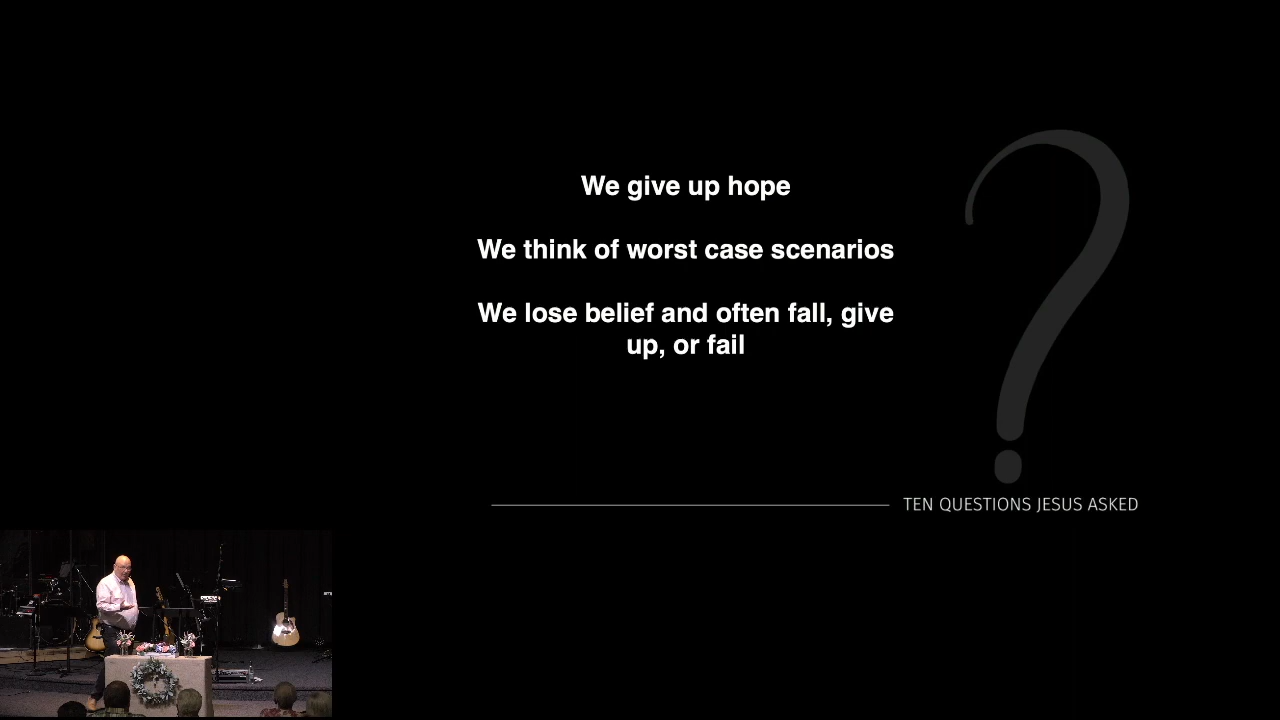 We give up hope
We think of worst case scenarios
We lose belief and often fall, give
up, or fail
?
TEN QUESTIONS JESUS ASKED